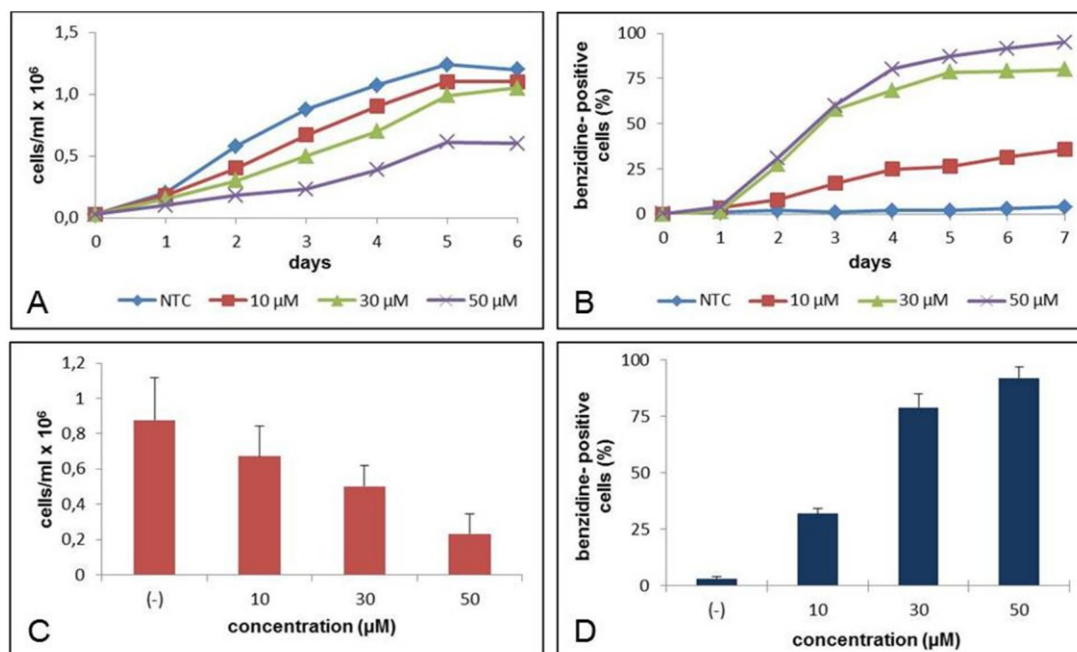 1,5
1,0
0,5
0,0
cells/ml x 10⁶
0 1 2 3 4 5 6
days
NTC 10 µM 30 µM 50 µM
A
100
75
50
25
0
benzidine- positive
cells (%)
0 1 2 3 4 5 6 7
days
NTC 10 µM 30 µM 50 µM
B
1,2
1
0,8
0,6
0,4
0,2
0
cells/ml x 10⁶
(-) 10 30 50
concentration (µM)
C
100
75
50
25
0
benzidine- positive
cells (%)
(-) 10 30 50
concentration (µM)
D